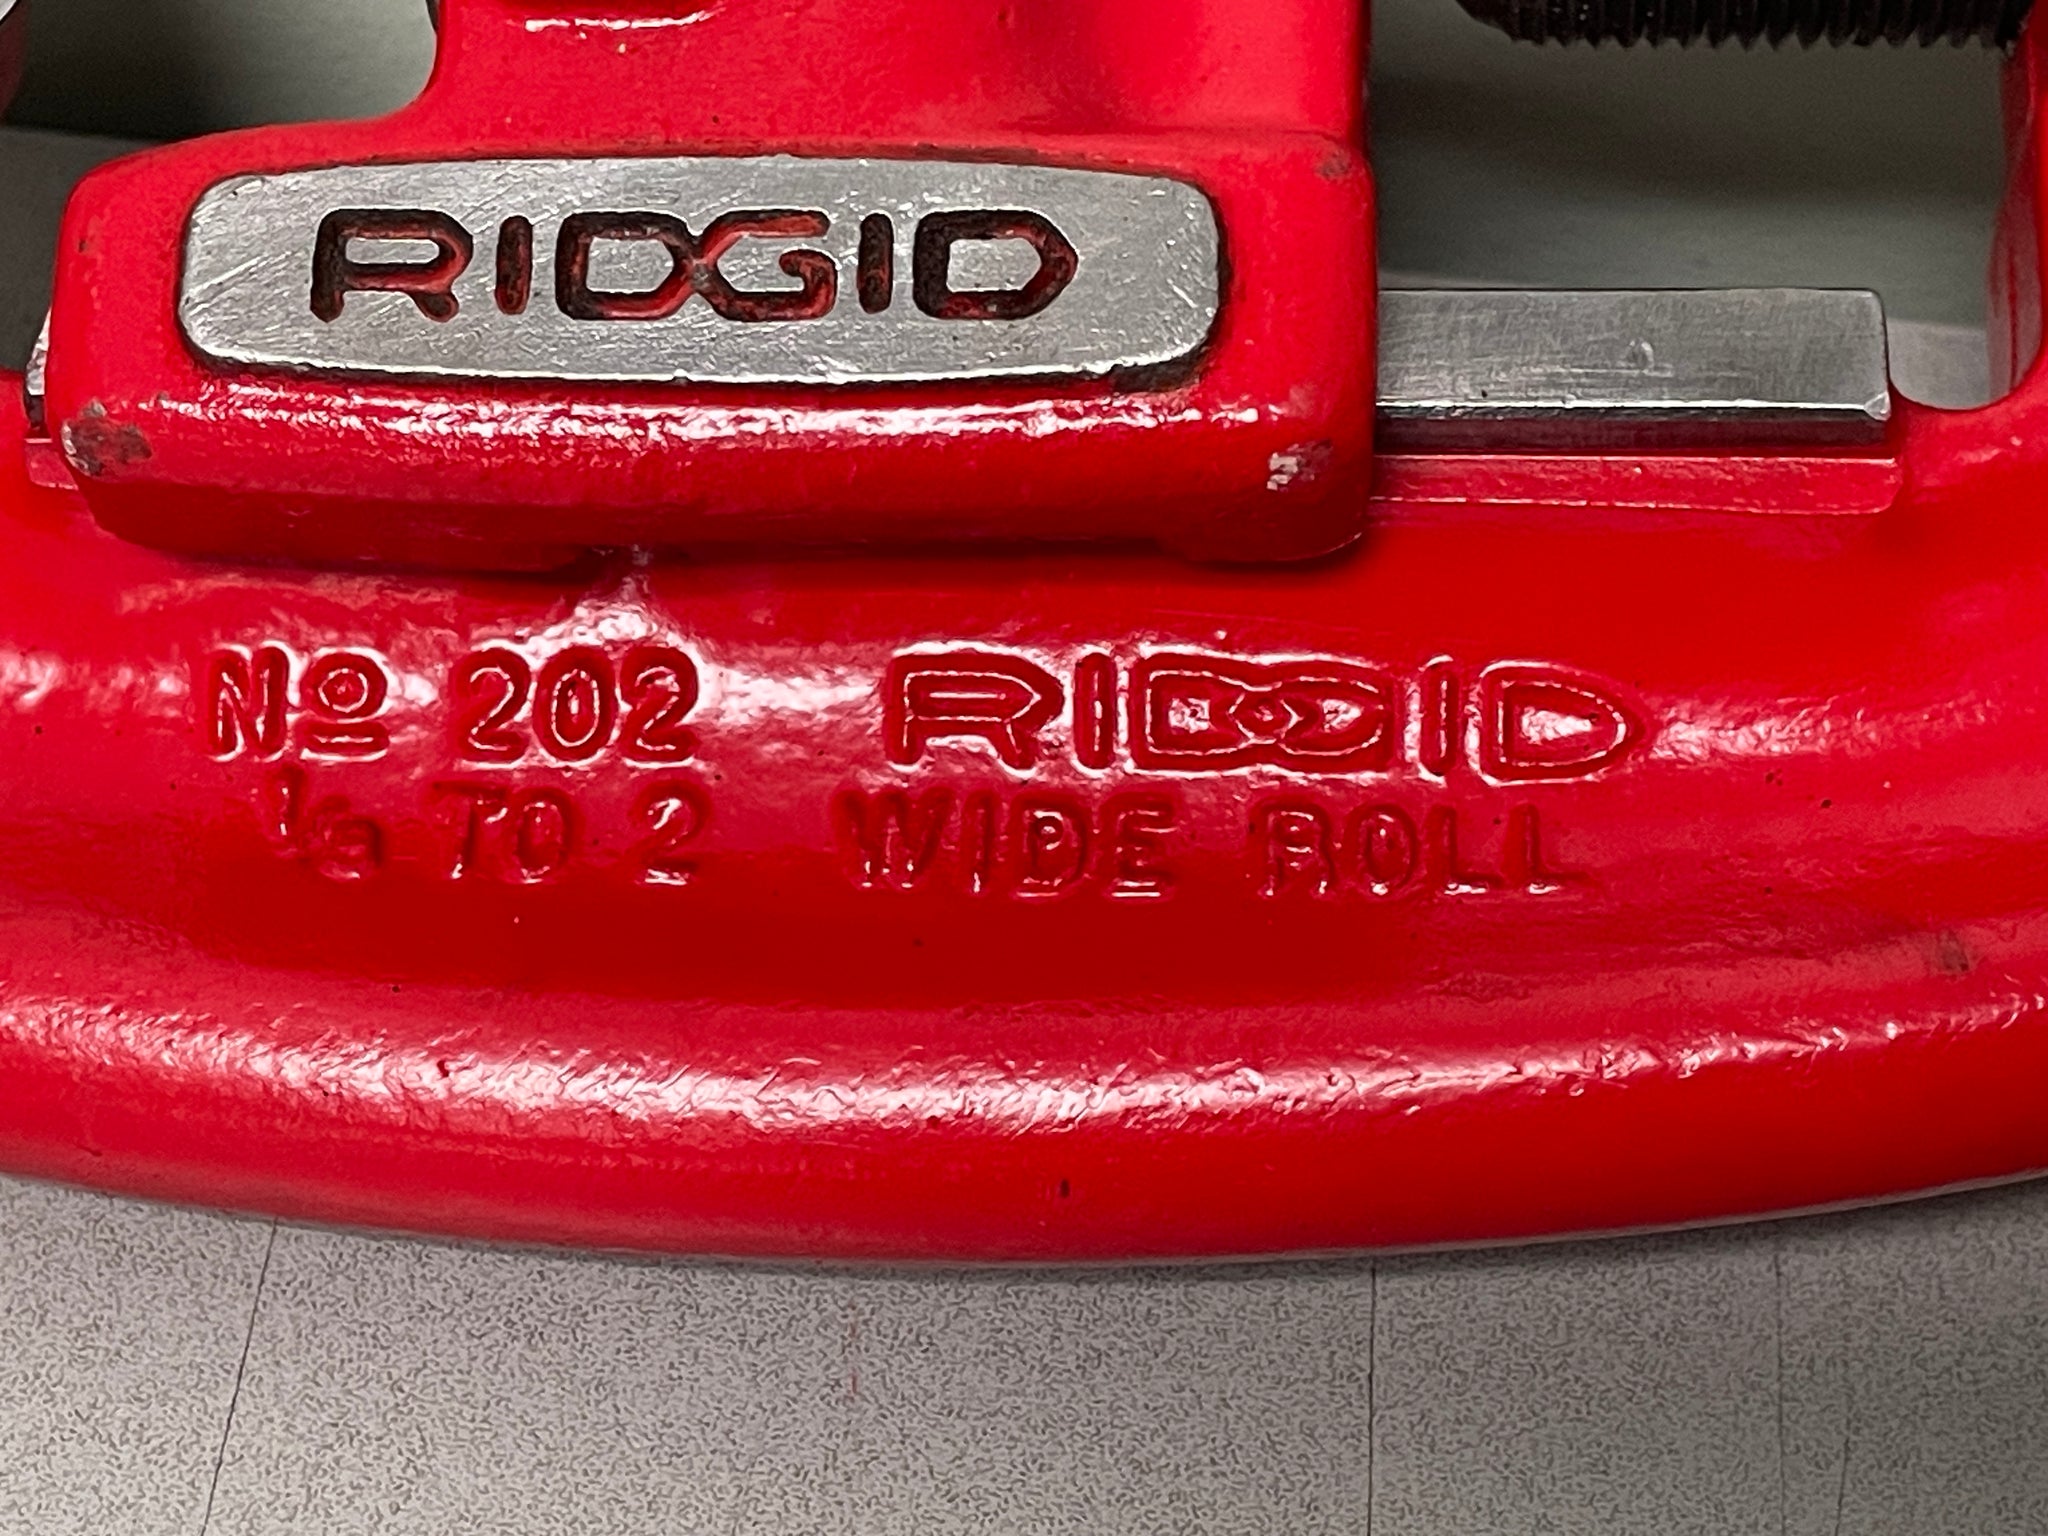 RIDGID
Nº 202 RIDGID
1/8 TO 2 WIDE ROLL